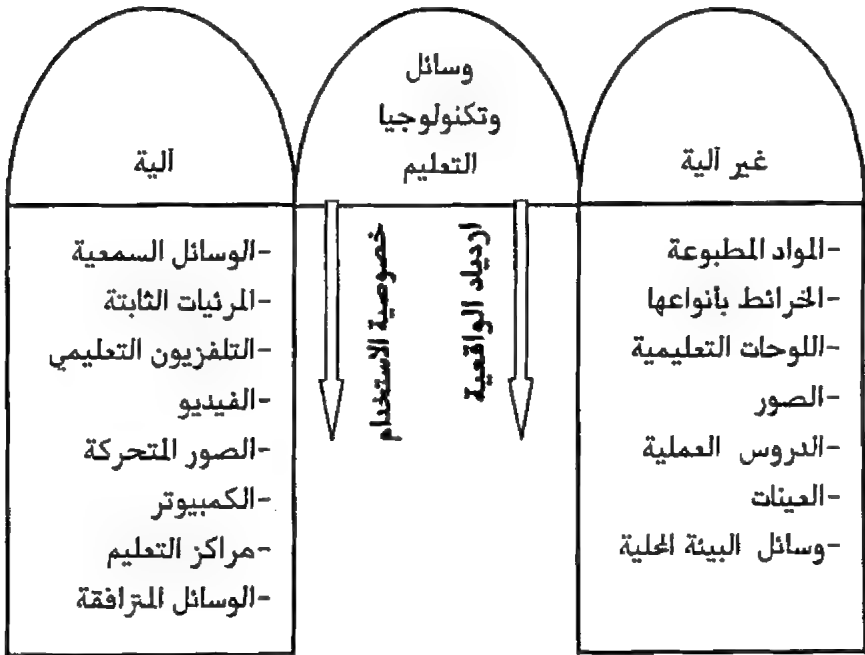 وسائل
وتكنولوجيا
التعليم
غير آلية
-المواد المطبوعة
-الخرائط بأنواعها
-اللوحات التعليمية
-الصور
-الدروس العملية
-العينات
-وسائل البيئة المحلية
ازدياد الواقعية
خصوصية الاستخدام
آلية
-الوسائل السمعية
-المرئيات الثابتة
-التلفزيون التعليمي
-الفيديو
-الصور المتحركة
-الكمبيوتر
-مراكز التعليم
-الوسائل المترافقة